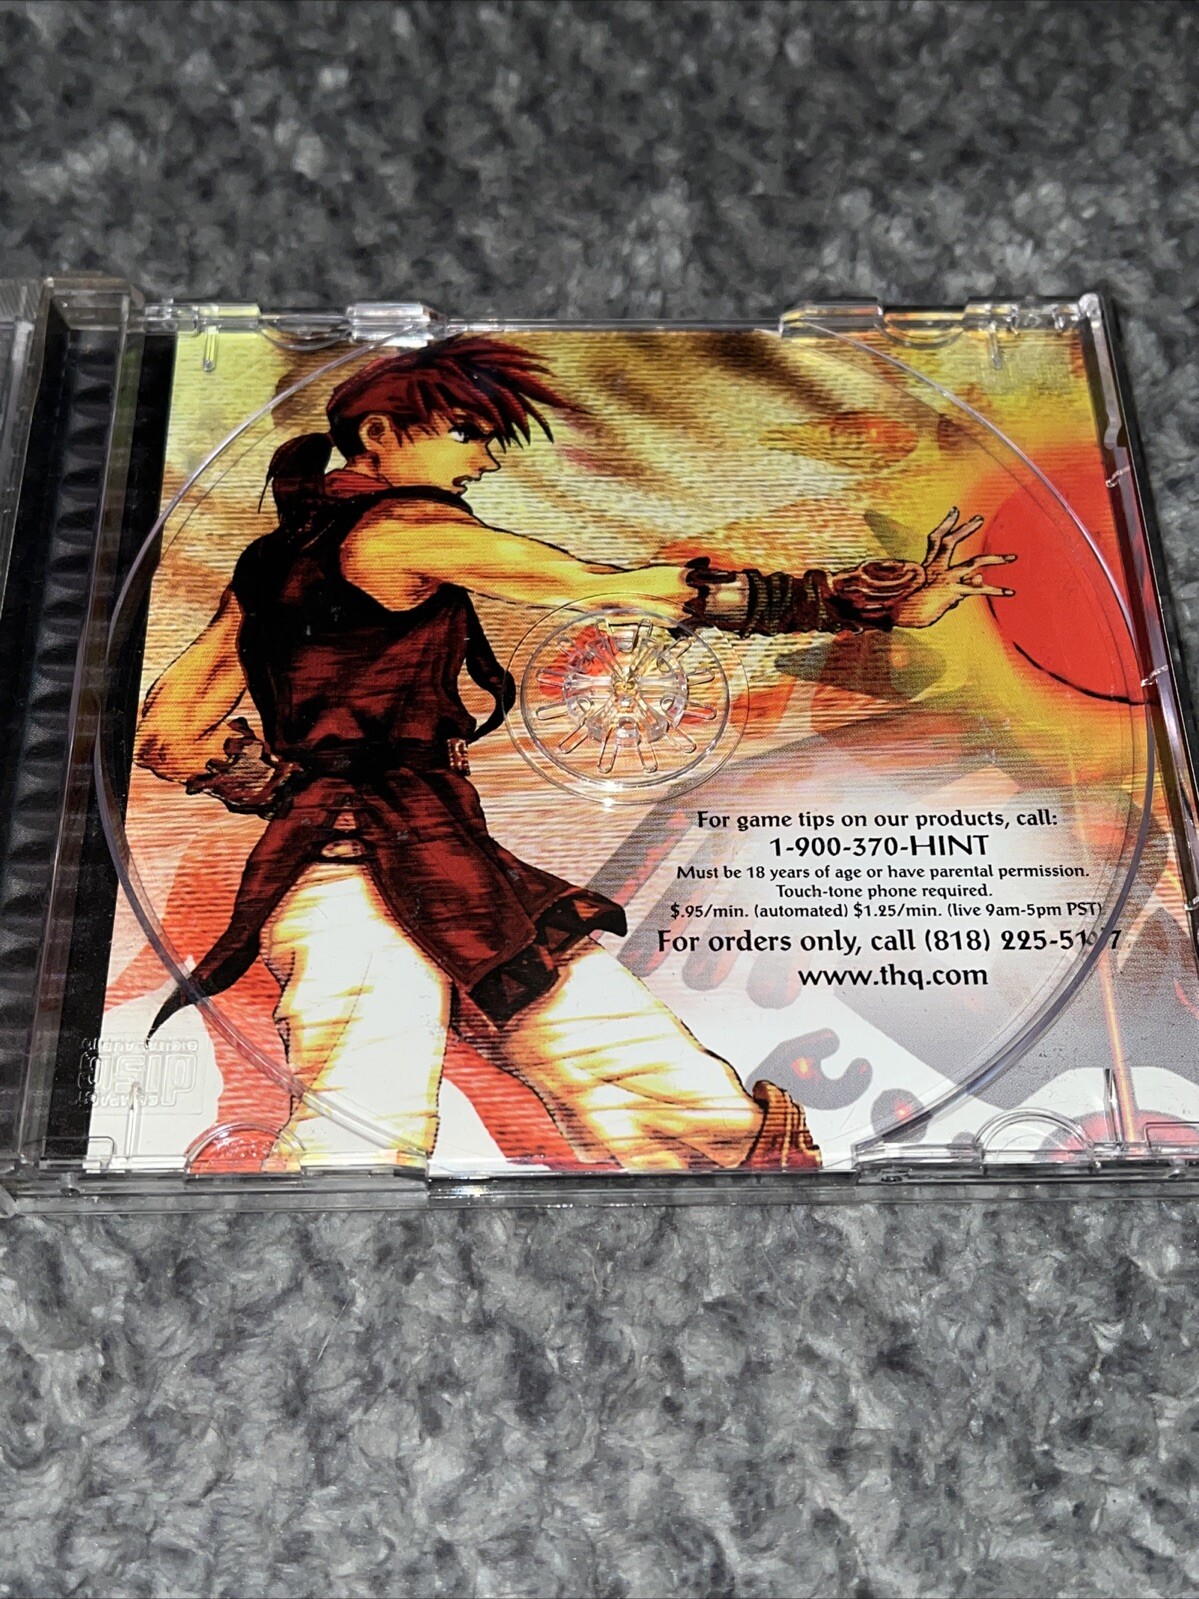 For game tips on our products, call:
1-900-370-HINT
Must be 18 years of age or have parental permission.
Touch-tone phone required.
$.95/min. (automated) $1.25/min. (live 9am-5pm PST)
For orders only, call (818)
www.thq.com